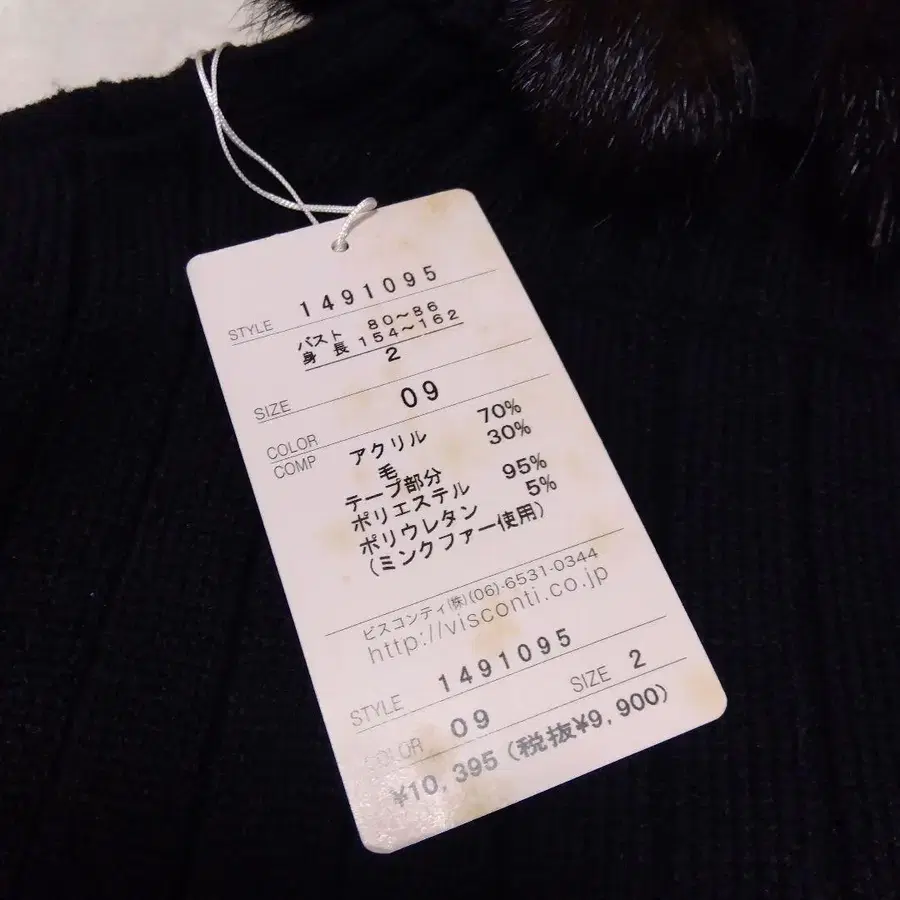 STYLE 1491095
バスト 80〜86
身 長 154〜162
2
SIZE
09
COLOR
COMP アクリル 70%
毛 30%
テープ部分
ポリエステル 95%
ポリウレタン 5%
(ミンクファー使用)
ビスコンティ(株)(06)-6531-0344
http://visconti.co.jp
STYLE 1491095
COLOR 09 SIZE 2
¥10,395(税抜¥9,900)